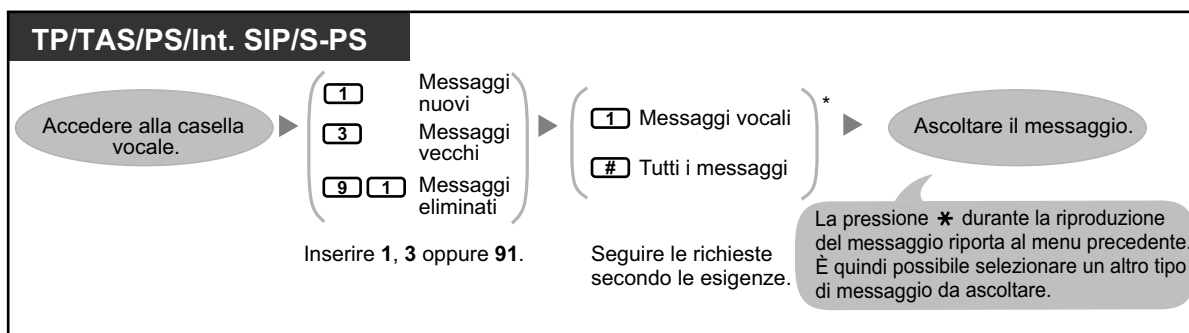 TP/TAS/PS/Int. SIP/S-PS
Accedere alla casella
vocale.
1 Messaggi
nuovi
3 Messaggi
vecchi
9 1 Messaggi
eliminati
Inserire 1, 3 oppure 91.
1 Messaggi vocali
# Tutti i messaggi
*
Seguire le richieste
secondo le esigenze.
Ascoltare il messaggio.
La pressione * durante la riproduzione
del messaggio riporta al menu precedente.
È quindi possibile selezionare un altro tipo
di messaggio da ascoltare.